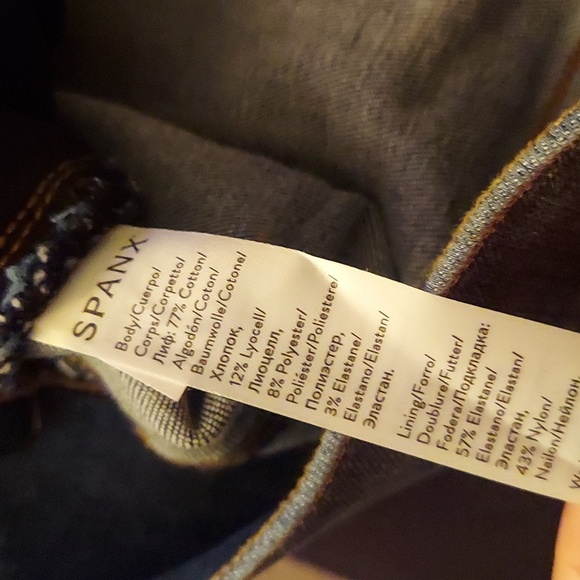 SPANX
Body/Cuerpo/
Corps/Corpetto/
Лиф: 77% Cotton/
Algodón/Coton/
Baumwolle/Cotone/
Хлопок,
12% Lyocell/
Лиоцелл,
8% Polyester/
Poliéster/Poliestere/
Полиэстер,
3% Elastane/
Elastano/Elastan/
Эластан.
Lining/Forro/
Doublure/Futter/
Fodera/Подкладка:
57% Elastane/
Elastano/Elastan/
Эластан,
43% Nylon/
Nailon/Нейлон.